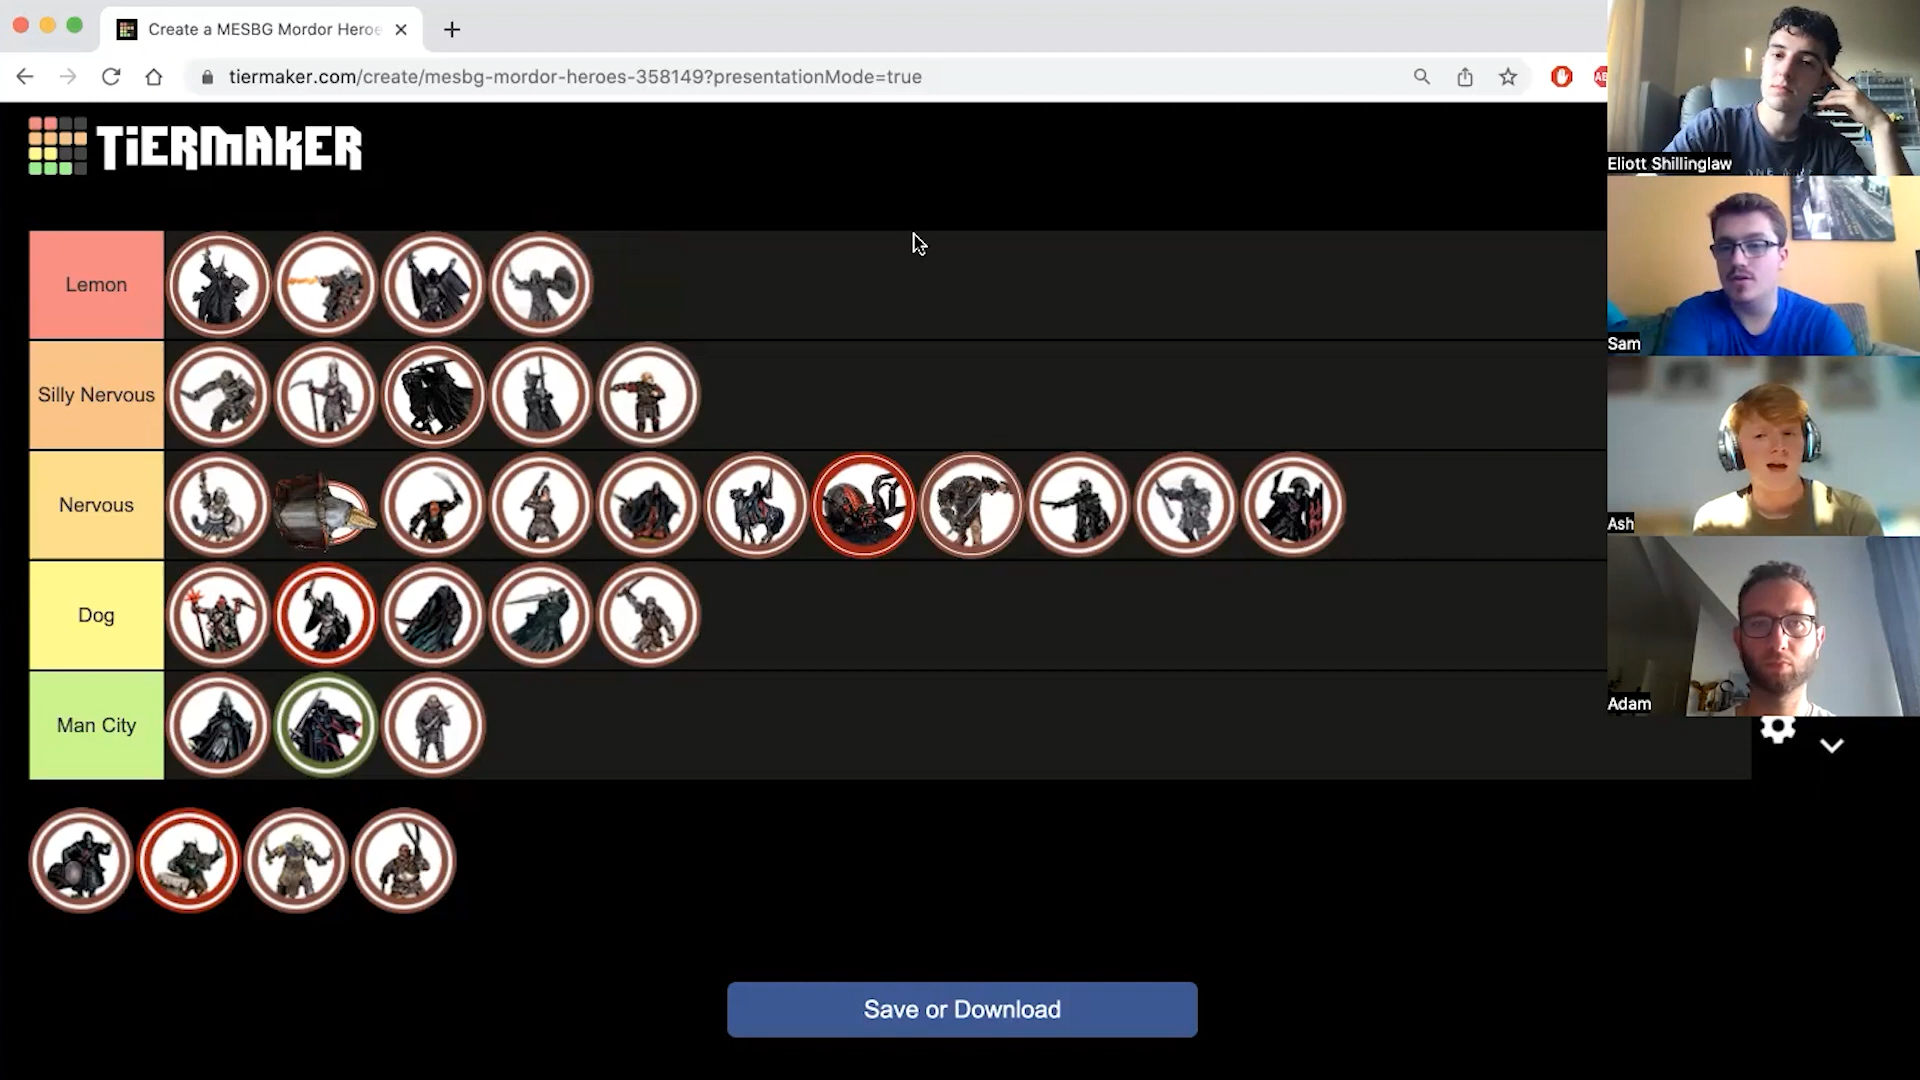 Create a MESBG Mordor Heroe
tiermaker.com/create/mesbg-mordor-heroes-358149?presentationMode=true
TiERMAKER
Lemon
Silly Nervous
Nervous
Dog
Man City
Save or Download
Eliott Shillinglaw
Sam
Ash
Adam